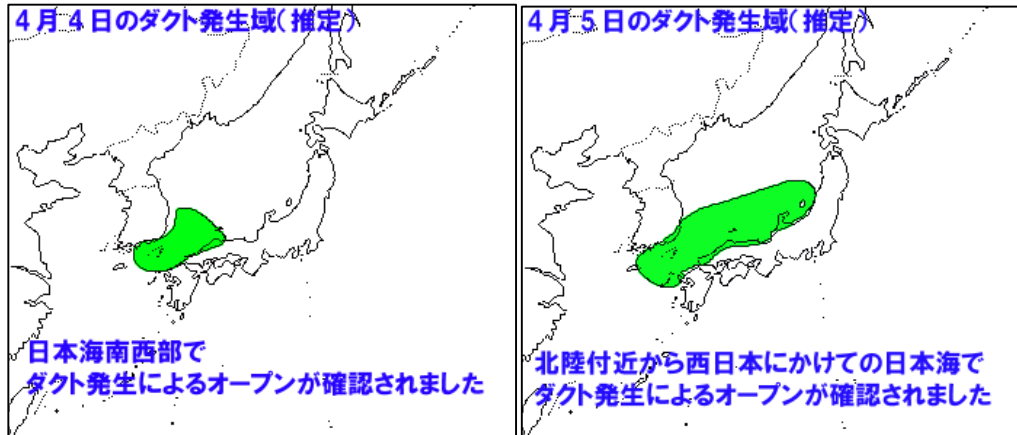 4月4日のダクト発生域(推定)
日本海南西部で
ダクト発生によるオープンが確認されました
4月5日のダクト発生域(推定)
北陸付近から西日本にかけての日本海で
ダクト発生によるオープンが確認されました